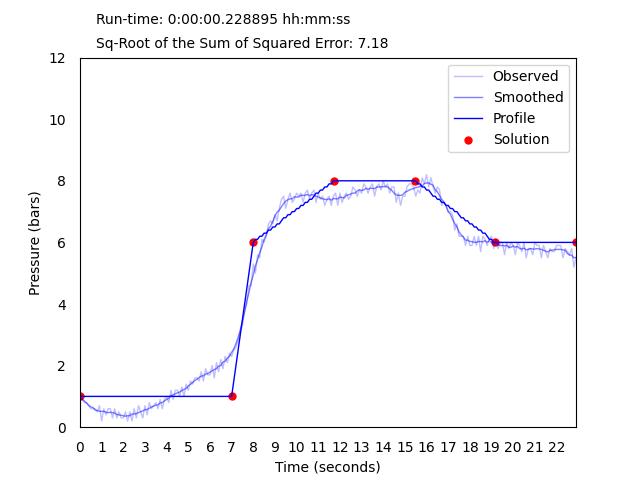 Run-time: 0:00:00.228895 hh:mm:ss
Sq-Root of the Sum of Squared Error: 7.18
12
10
8
6
4
2
0
Pressure (bars)
Observed
Smoothed
Profile
Solution
0 1 2 3 4 5 6 7 8 9 10 11 12 13 14 15 16 17 18 19 20 21 22
Time (seconds)